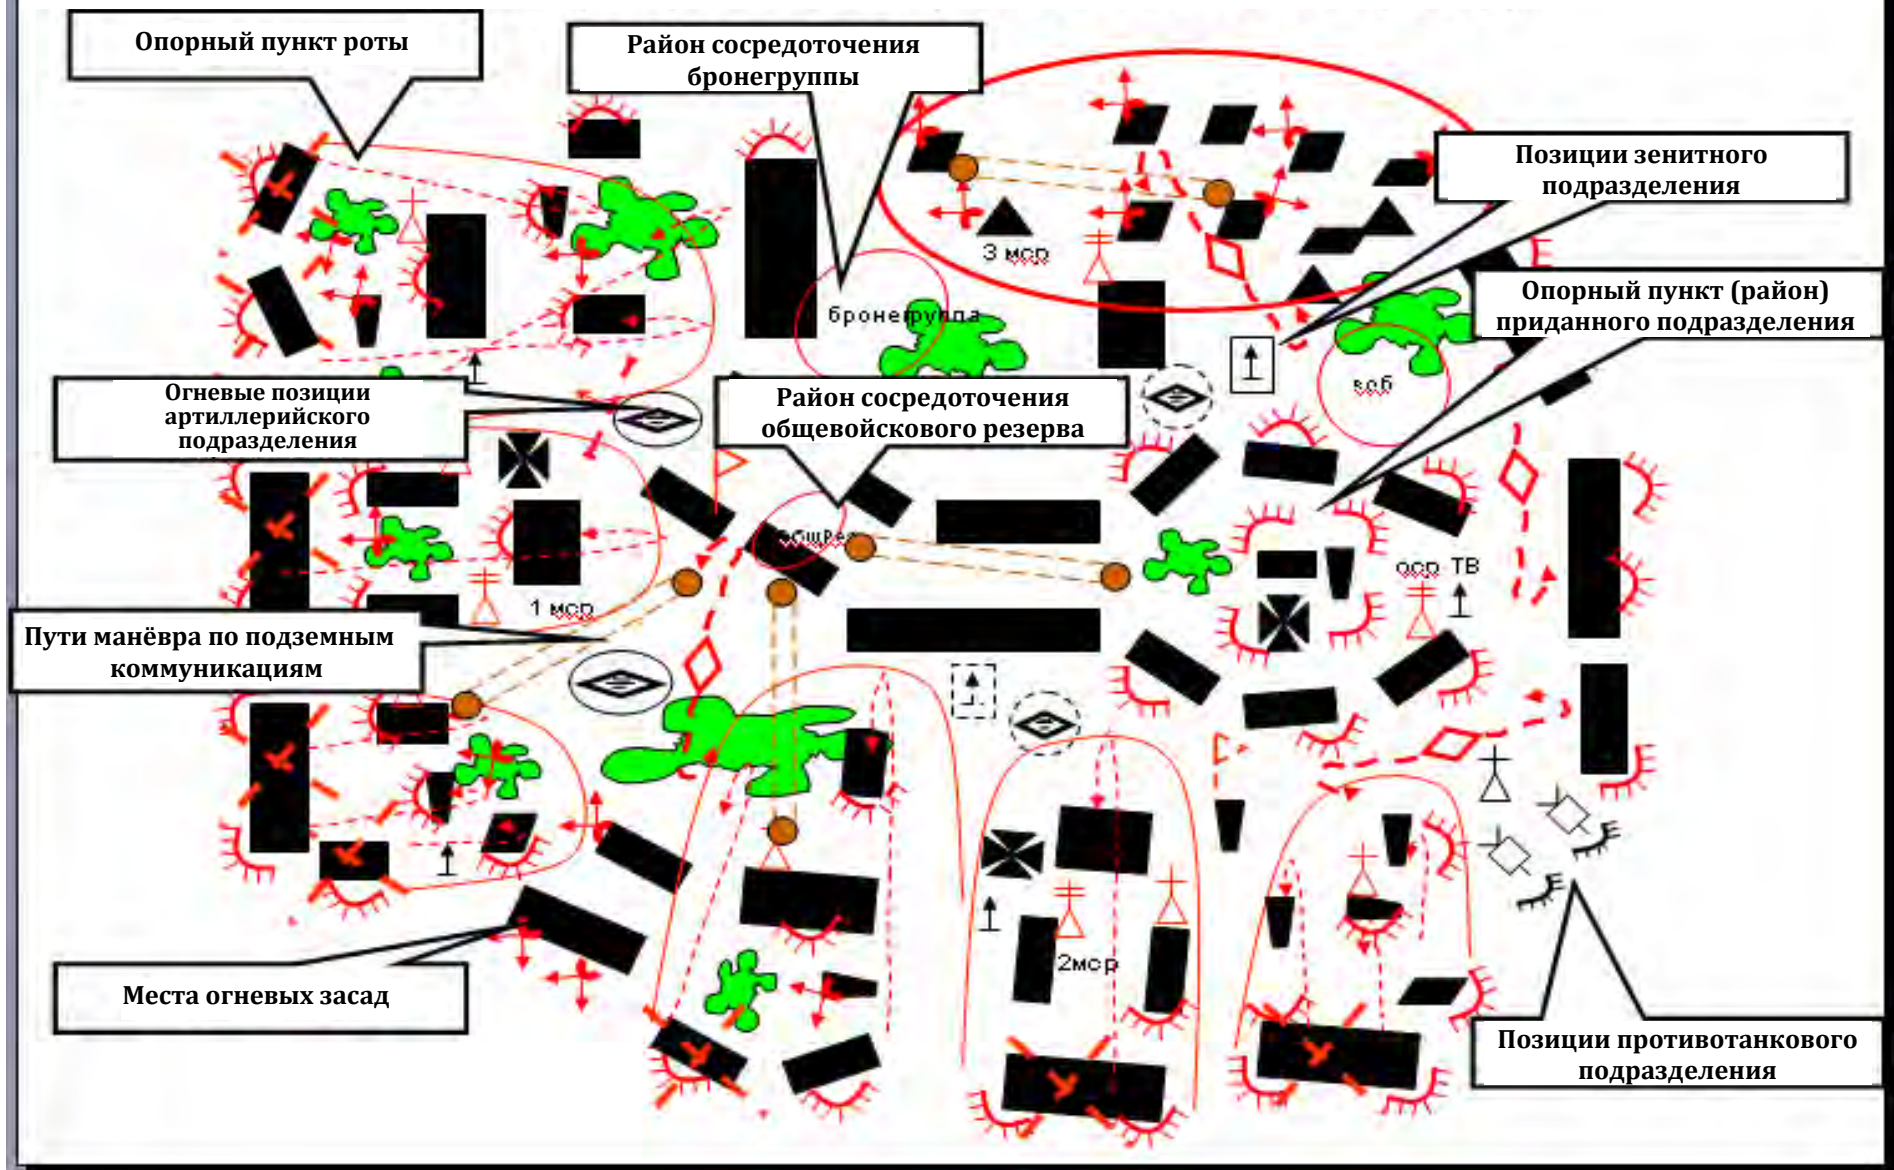 Опорный пункт роты
Район сосредоточения
бронегруппы
Позиции зенитного
подразделения
3 мср
Опорный пункт (район)
приданного подразделения
бронегруппа
Огневые позиции
артиллерийского
подразделения
Район сосредоточения
общевойскового резерва
оср ТВ
1 мср
Пути манёвра по подземным
коммуникациям
2мср
Места огневых засад
Позиции противотанкового
подразделения